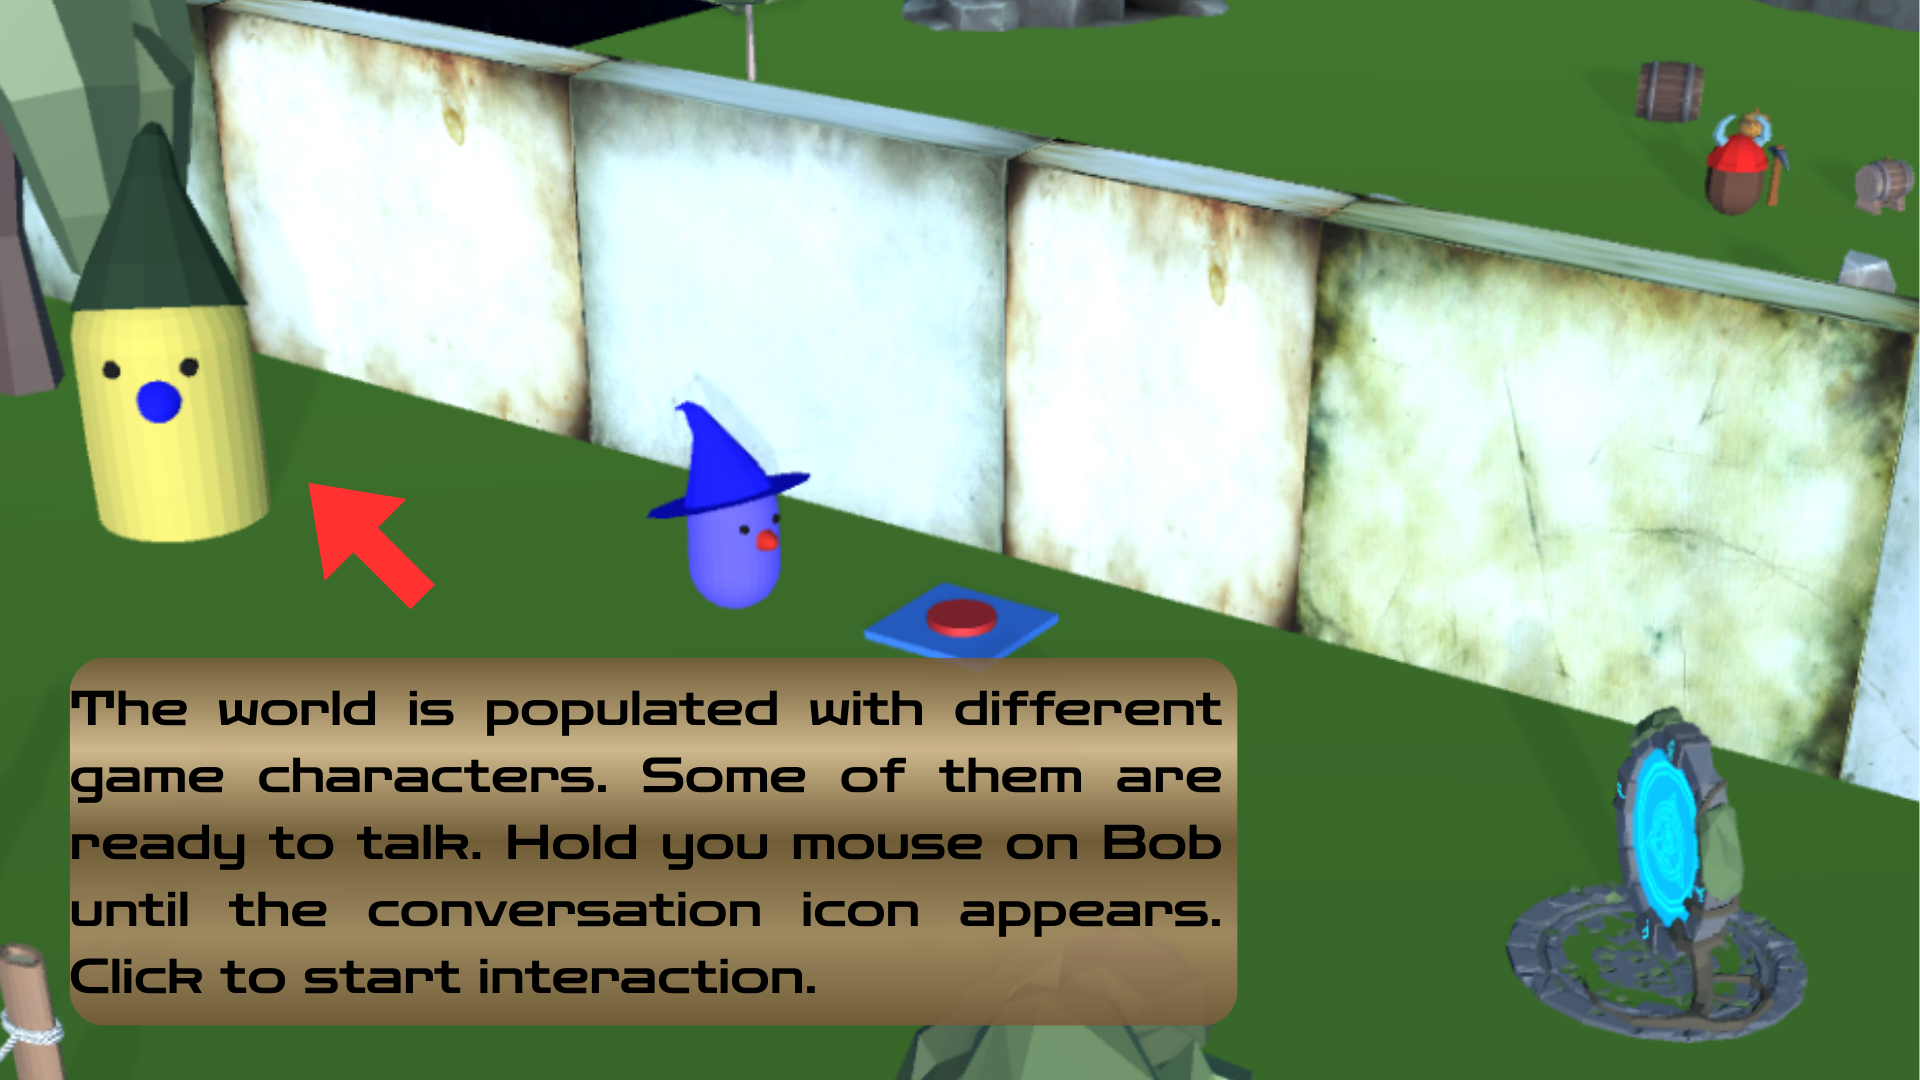 The world is populated with different
game characters. Some of them are
ready to talk. Hold you mouse on Bob
until the conversation icon appears.
Click to start interaction.